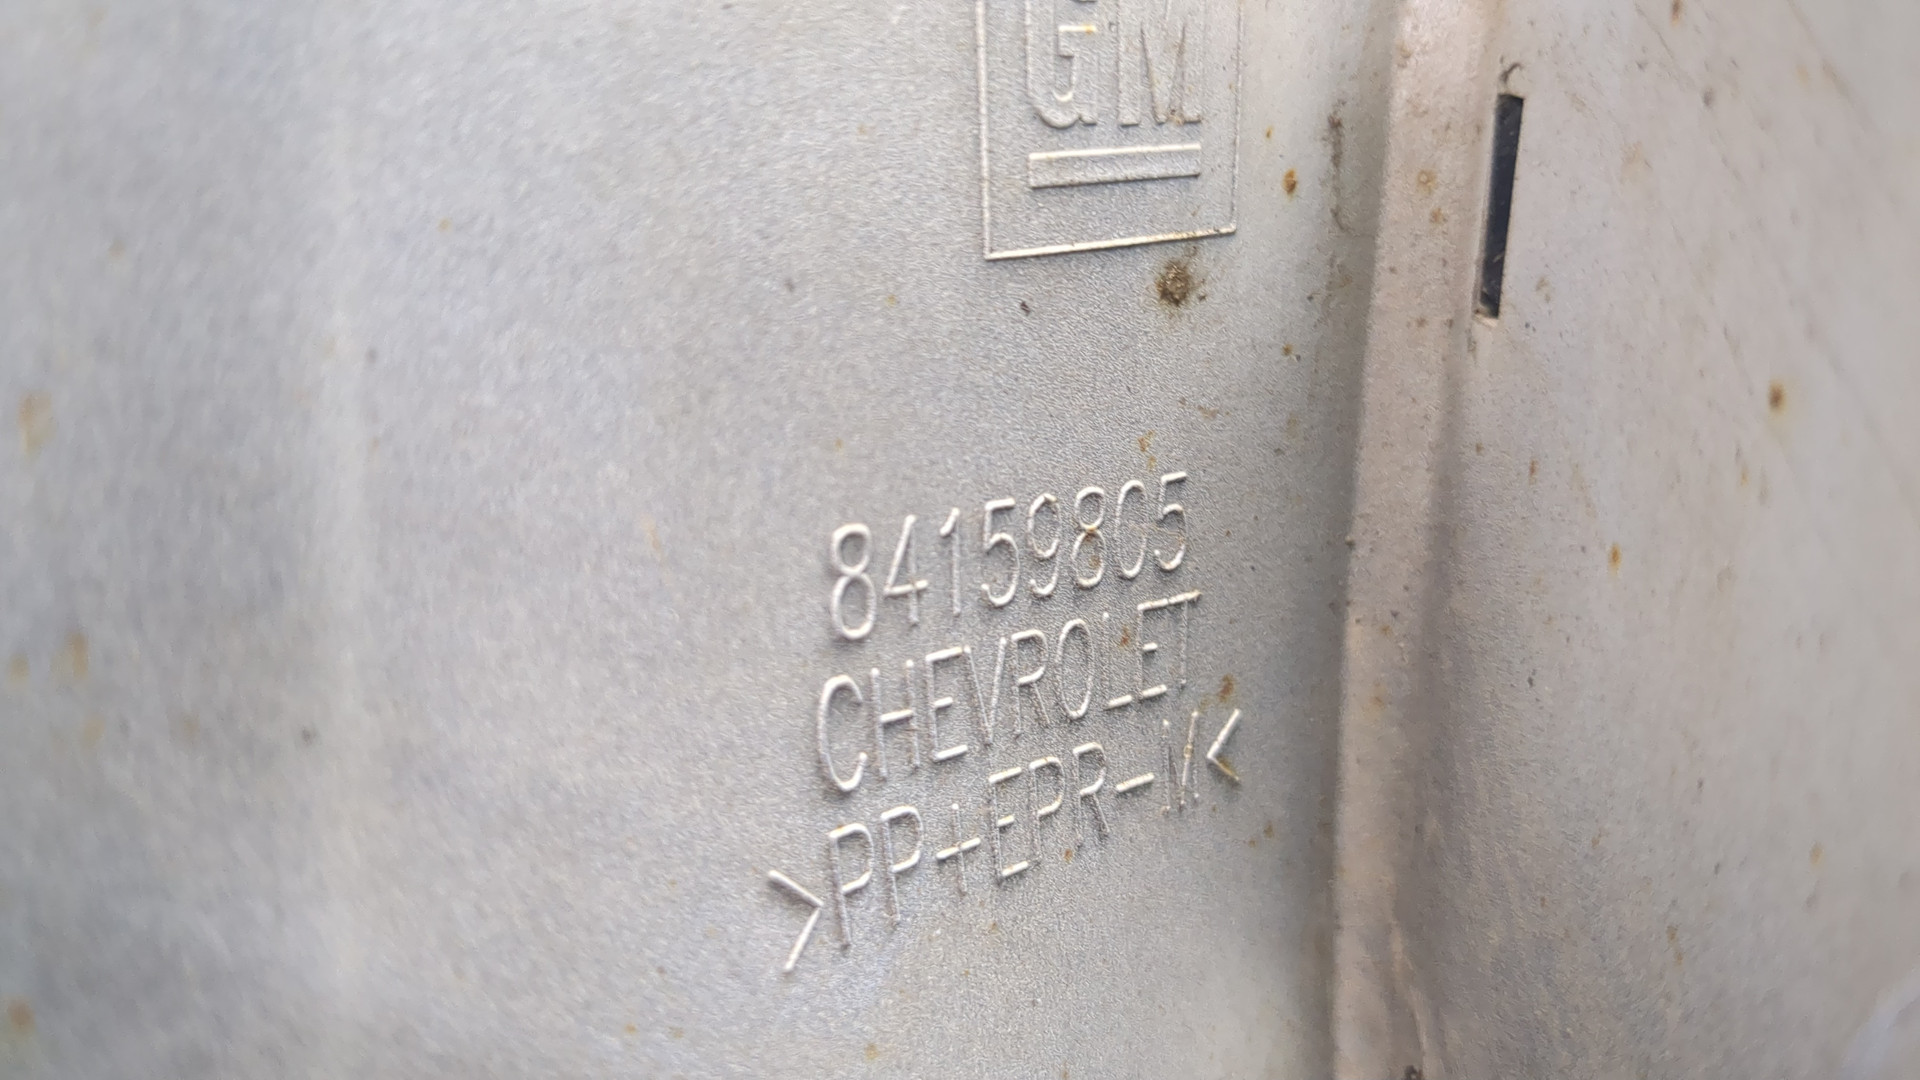 GM
84159805
CHEVROLET
>PP+EPR-M<